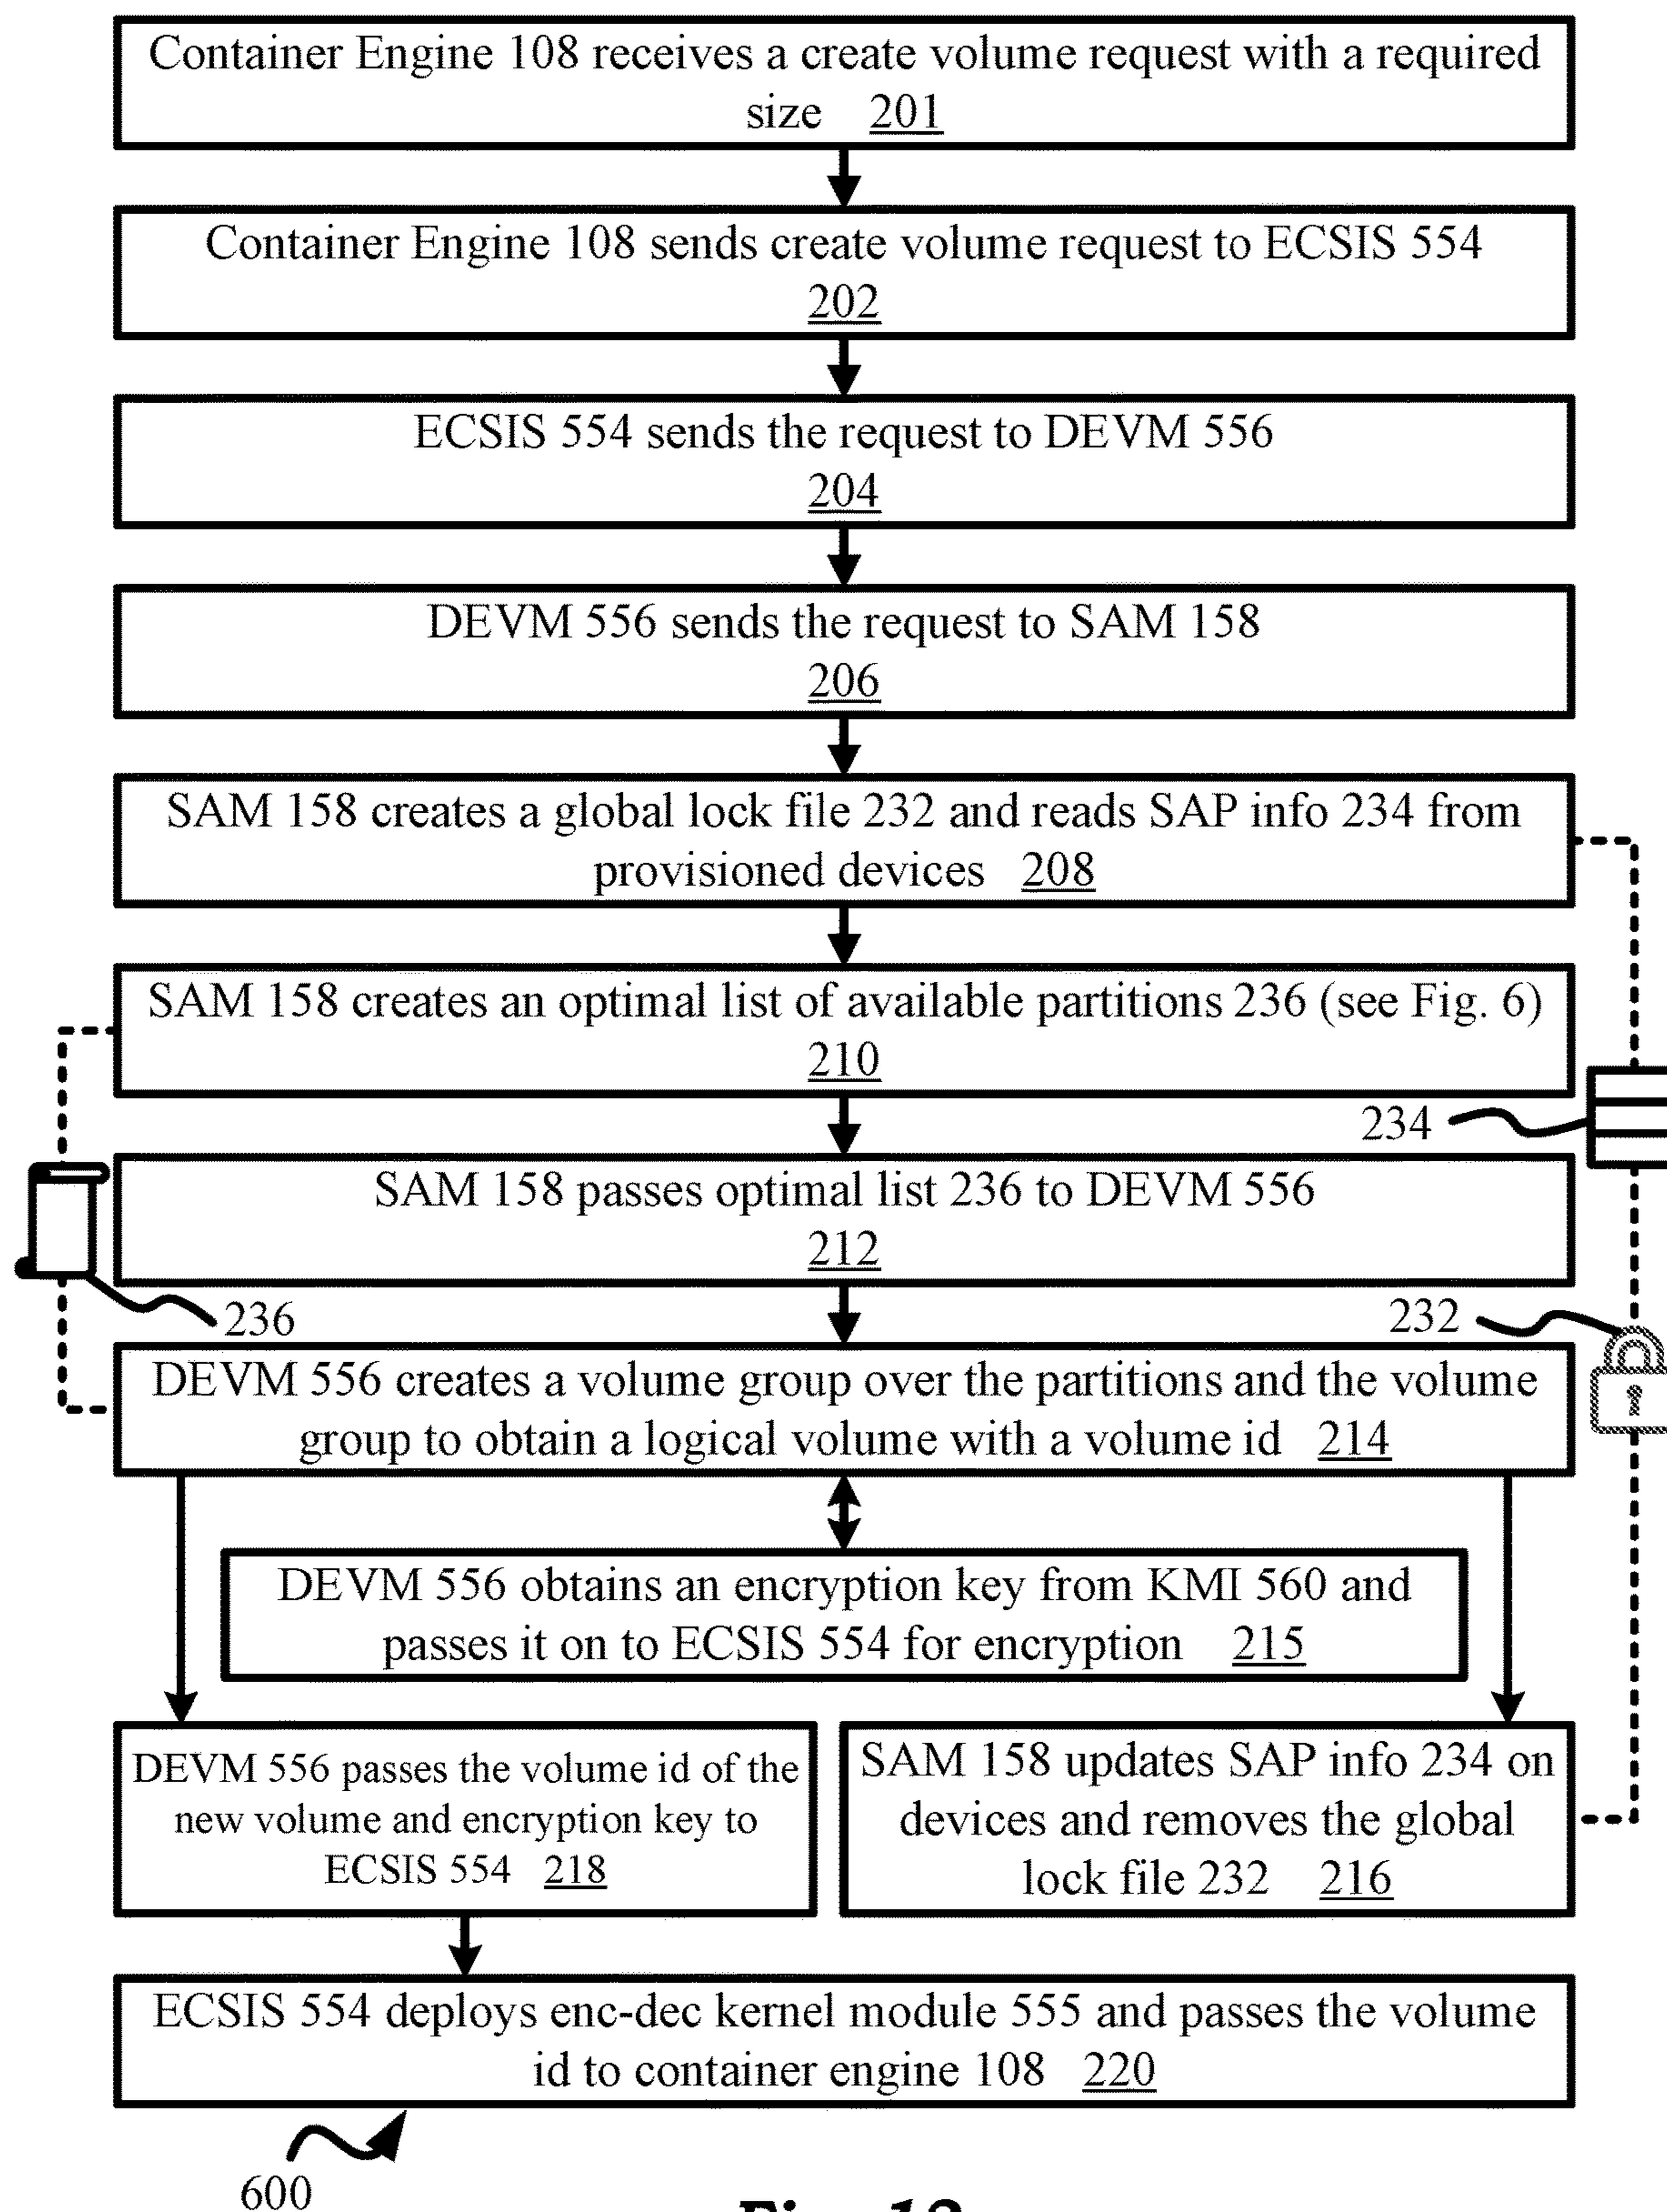 Container Engine 108 receives a create volume request with a required
size 201
Container Engine 108 sends create volume request to ECSIS 554
202
ECSIS 554 sends the request to DEVM 556
204
DEVM 556 sends the request to SAM 158
206
SAM 158 creates a global lock file 232 and reads SAP info 234 from
provisioned devices 208
SAM 158 creates an optimal list of available partitions 236 (see Fig. 6)
210
234
SAM 158 passes optimal list 236 to DEVM 556
212
236
232
DEVM 556 creates a volume group over the partitions and the volume
group to obtain a logical volume with a volume id 214
DEVM 556 obtains an encryption key from KMI 560 and
passes it on to ECSIS 554 for encryption 215
DEVM 556 passes the volume id of the
new volume and encryption key to
ECSIS 554 218
SAM 158 updates SAP info 234 on
devices and removes the global
lock file 232 216
ECSIS 554 deploys enc-dec kernel module 555 and passes the volume
id to container engine 108 220
600